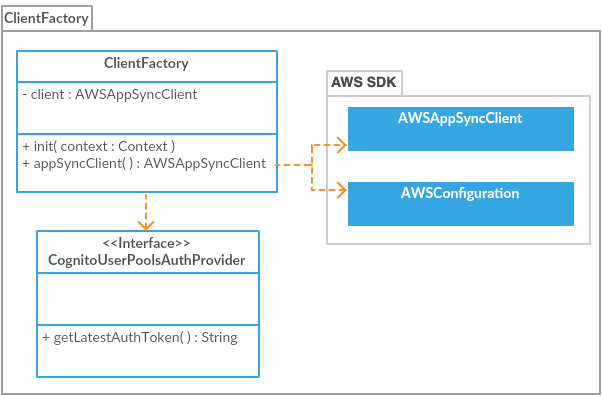 ClientFactory
ClientFactory
- client : AWSAppSyncClient
+ init( context : Context )
+ appSyncClient( ) : AWSAppSyncClient
AWS SDK
AWSAppSyncClient
AWSConfiguration
<<Interface>>
CognitoUserPoolsAuthProvider
+ getLatestAuthToken( ) : String